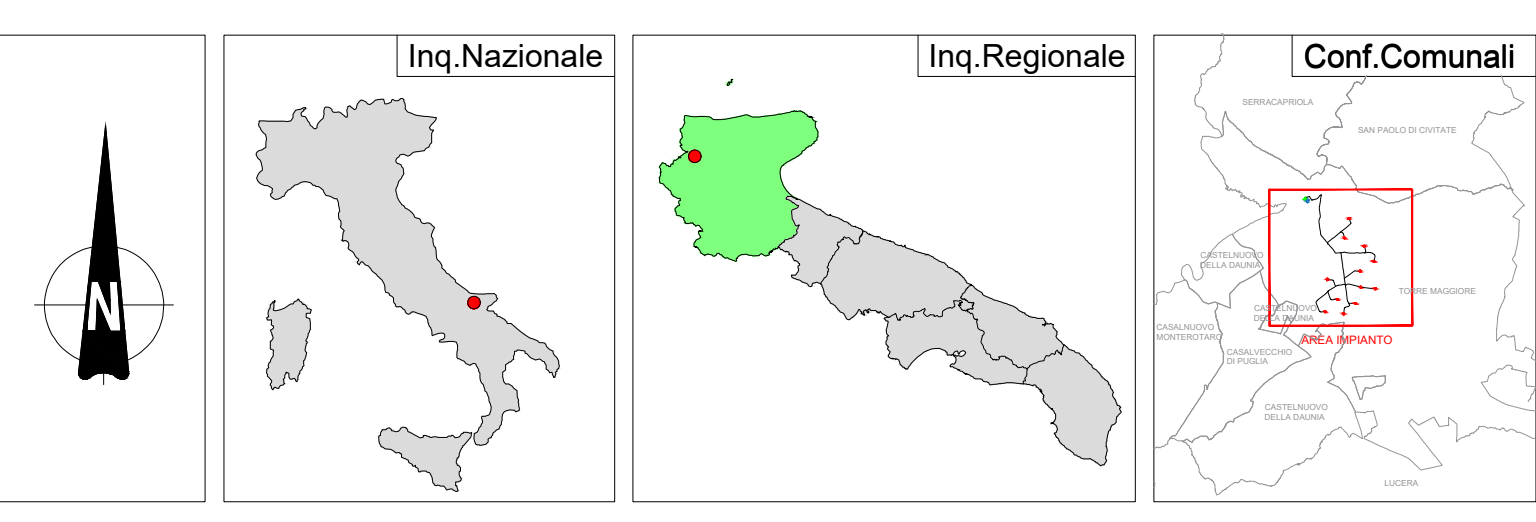 N
Inq.Nazionale
Inq.Regionale
Conf.Comunali
SERRACAPRIOLA
SAN PAOLO DI CIVITATE
CASTELNUOVO
DELLA DAUNIA
TORRE MAGGIORE
CASTELNUOVO
DELLA DAUNIA
CASALNUOVO
MONTEROTARO
AREA IMPIANTO
CASALVECCHIO
DI PUGLIA
CASTELNUOVO
DELLA DAUNIA
LUCERA